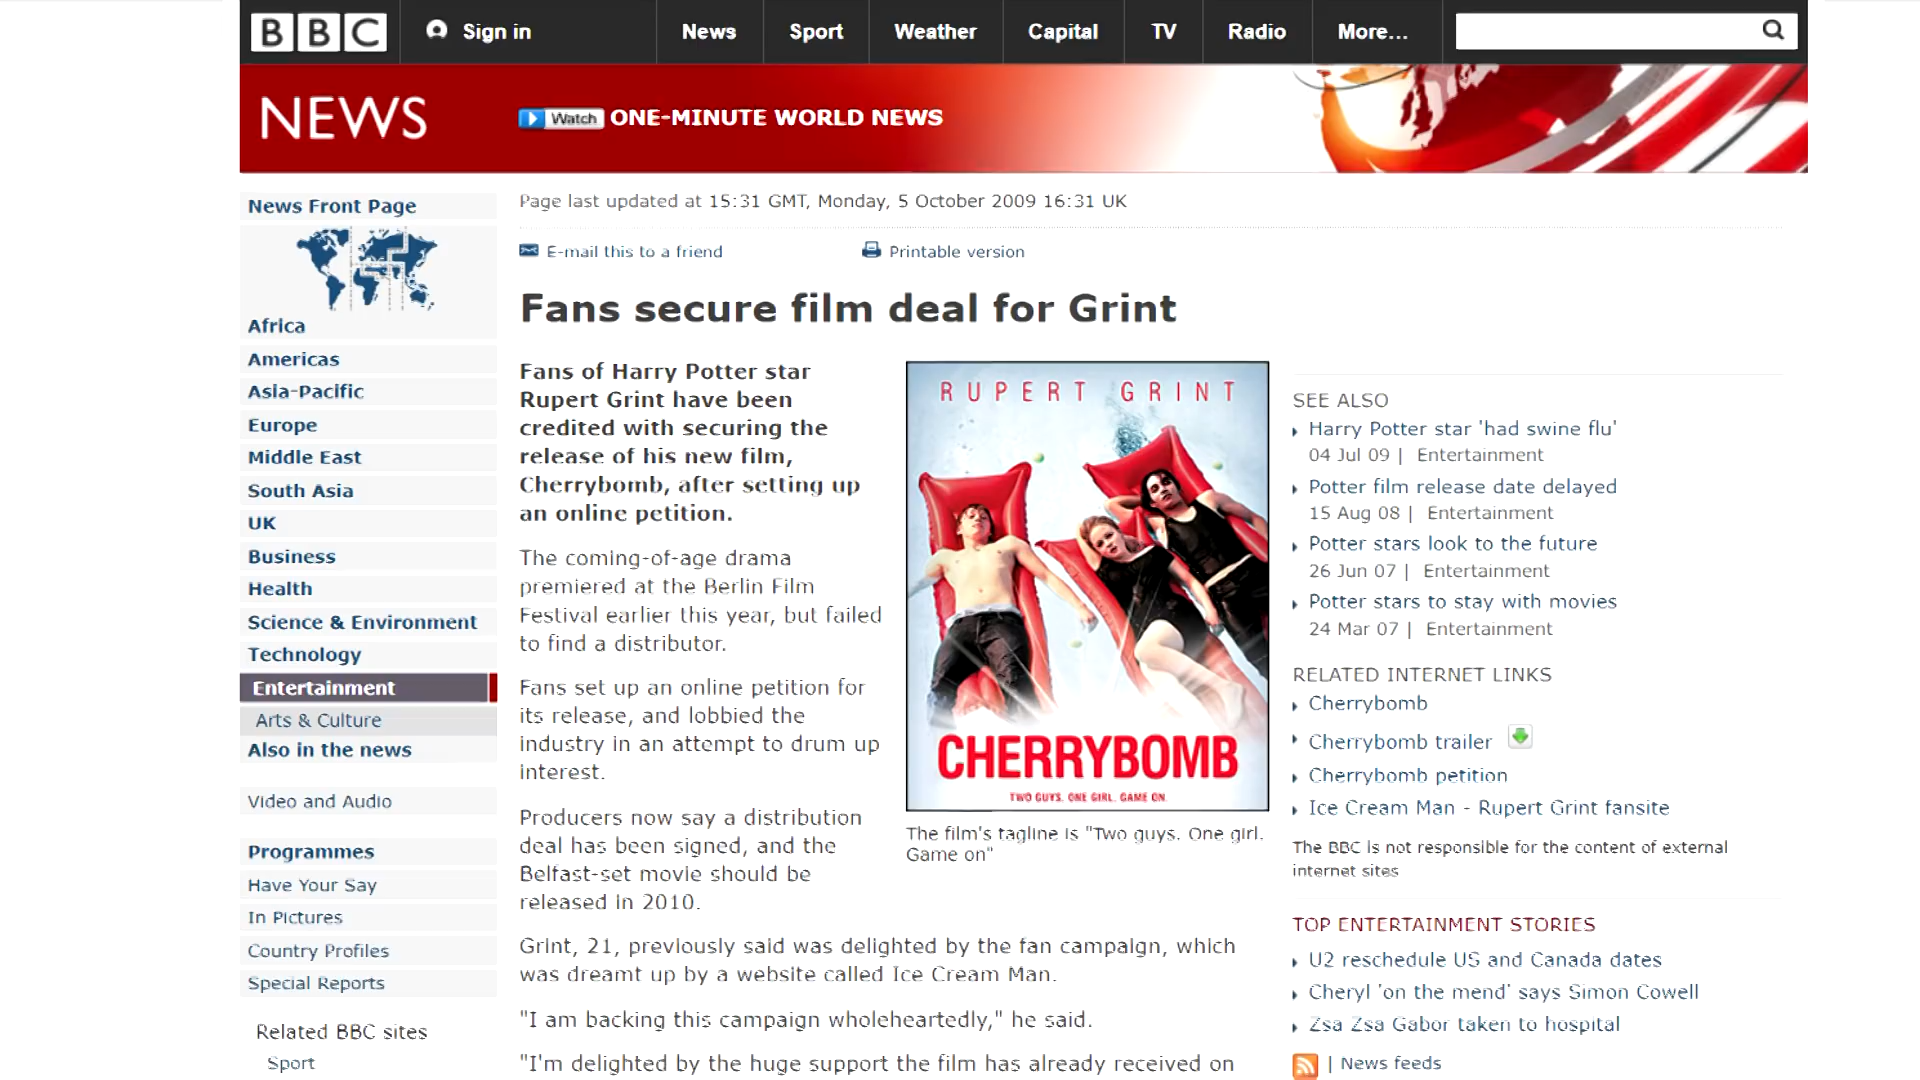 BBC
Sign in
News
Sport
Weather
Capital
TV
Radio
More...
NEWS
Watch ONE-MINUTE WORLD NEWS
News Front Page
Africa
Americas
Asia-Pacific
Europe
Middle East
South Asia
UK
Business
Health
Science & Environment
Technology
Entertainment
Arts & Culture
Also in the news
Video and Audio
Programmes
Have Your Say
In Pictures
Country Profiles
Special Reports
Related BBC sites
Sport
Page last updated at 15:31 GMT, Monday, 5 October 2009 16:31 UK
E-mail this to a friend
Printable version
Fans secure film deal for Grint
Fans of Harry Potter star
Rupert Grint have been
credited with securing the
release of his new film,
Cherrybomb, after setting up
an online petition.
The coming-of-age drama
premiered at the Berlin Film
Festival earlier this year, but failed
to find a distributor.
Fans set up an online petition for
its release, and lobbied the
industry in an attempt to drum up
interest.
Producers now say a distribution
deal has been signed, and the
Belfast-set movie should be
released in 2010.
RUPERT GRINT
CHERRYBOMB
TWO GUYS. ONE GIRL. GAME ON.
The film's tagline is "Two guys. One girl.
Game on"
Grint, 21, previously said was delighted by the fan campaign, which
was dreamt up by a website called Ice Cream Man.
"I am backing this campaign wholeheartedly," he said.
"I'm delighted by the huge support the film has already received on
SEE ALSO
Harry Potter star 'had swine flu'
04 Jul 09 | Entertainment
Potter film release date delayed
15 Aug 08 | Entertainment
Potter stars look to the future
26 Jun 07 | Entertainment
Potter stars to stay with movies
24 Mar 07 | Entertainment
RELATED INTERNET LINKS
Cherrybomb
Cherrybomb trailer
Cherrybomb petition
Ice Cream Man - Rupert Grint fansite
The BBC is not responsible for the content of external
internet sites
TOP ENTERTAINMENT STORIES
U2 reschedule US and Canada dates
Cheryl 'on the mend' says Simon Cowell
Zsa Zsa Gabor taken to hospital
| News feeds